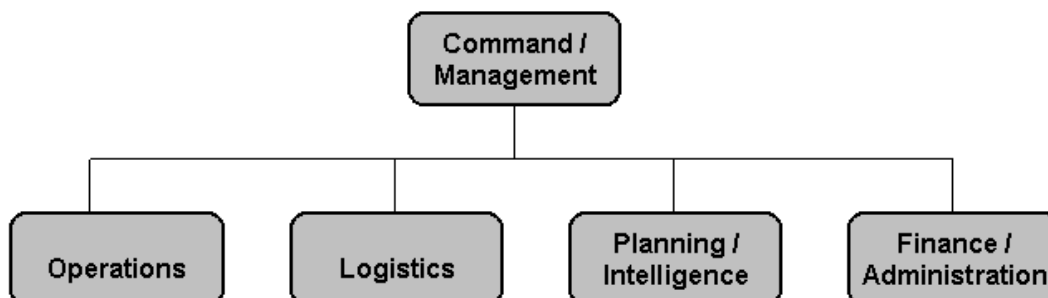 Command /
Management
Operations
Logistics
Planning /
Intelligence
Finance /
Administration